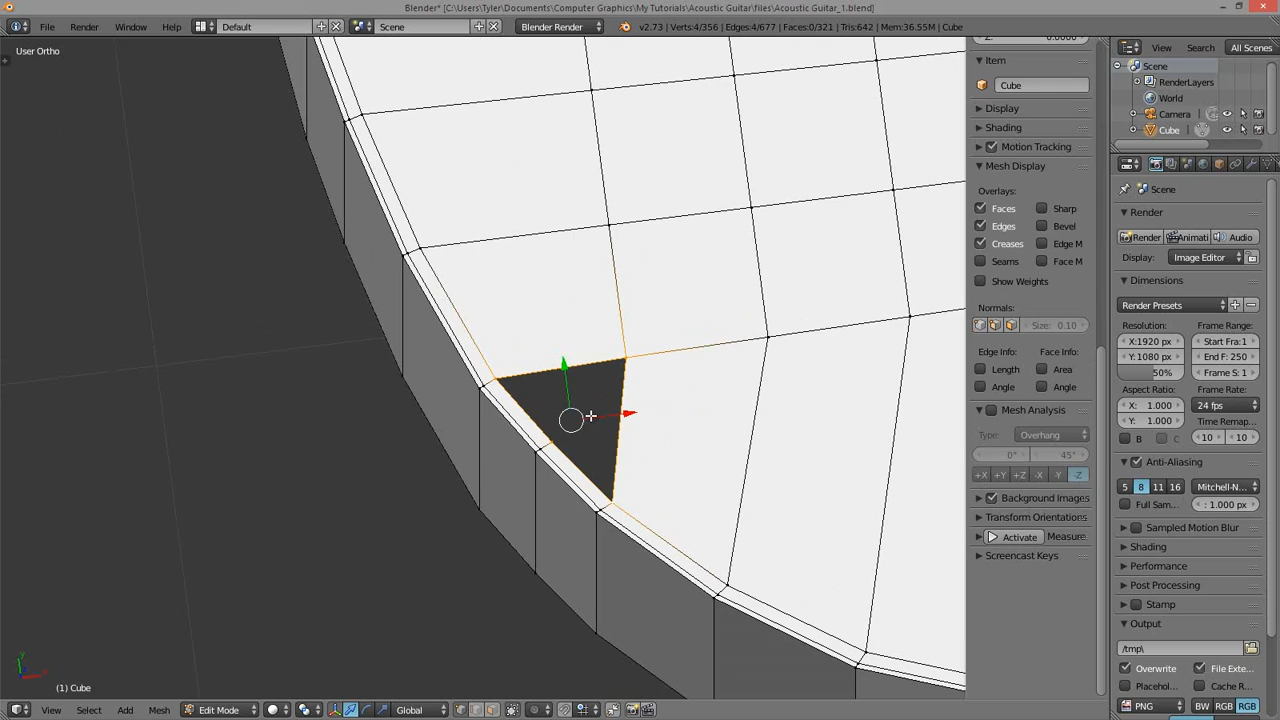 Blender* [C:\Users\Tyler\Documents\Computer Graphics\My Tutorials\Acoustic Guitar\files\Acoustic Guitar_1.blend]
File Render Window Help Default Scene Blender Render v2.73 | Verts:4/356 | Edges:4/677 | Faces:0/321 | Tris:642 | Mem:36.55M | Cube
View Search All Scenes
User Ortho
Z: 0.0000
Item
Cube
Display
Shading
Motion Tracking
Mesh Display
Overlays:
Faces Sharp
Edges Bevel
Creases Edge M
Seams Face M
Show Weights
Normals:
Size: 0.10
Edge Info: Face Info:
Length Area
Angle Angle
Mesh Analysis
Type: Overhang
0° 45°
+X +Y +Z -X -Y -Z
Background Images
Transform Orientations
Activate Measure
Screencast Keys
Scene
RenderLayers
World
Camera
Cube
Scene
Render
Render Animati Audio
Display: Image Editor
Dimensions
Render Presets
Resolution: Frame Range:
X:1920 px Start Fra:1
Y:1080 px End F: 250
50% Frame S: 1
Aspect Ratio: Frame Rate:
X: 1.000 24 fps
Y: 1.000 Time Remap...
B C 10 10
Anti-Aliasing
5 8 11 16 Mitchell-N...
Full Sam... : 1.000 px
Shading
Performance
Post Processing
Stamp
Output
/tmp\
Overwrite File Exte...
Placehol... Cache R...
PNG BW RGB RGB
z y
(1) Cube
View Select Add Mesh Edit Mode Global